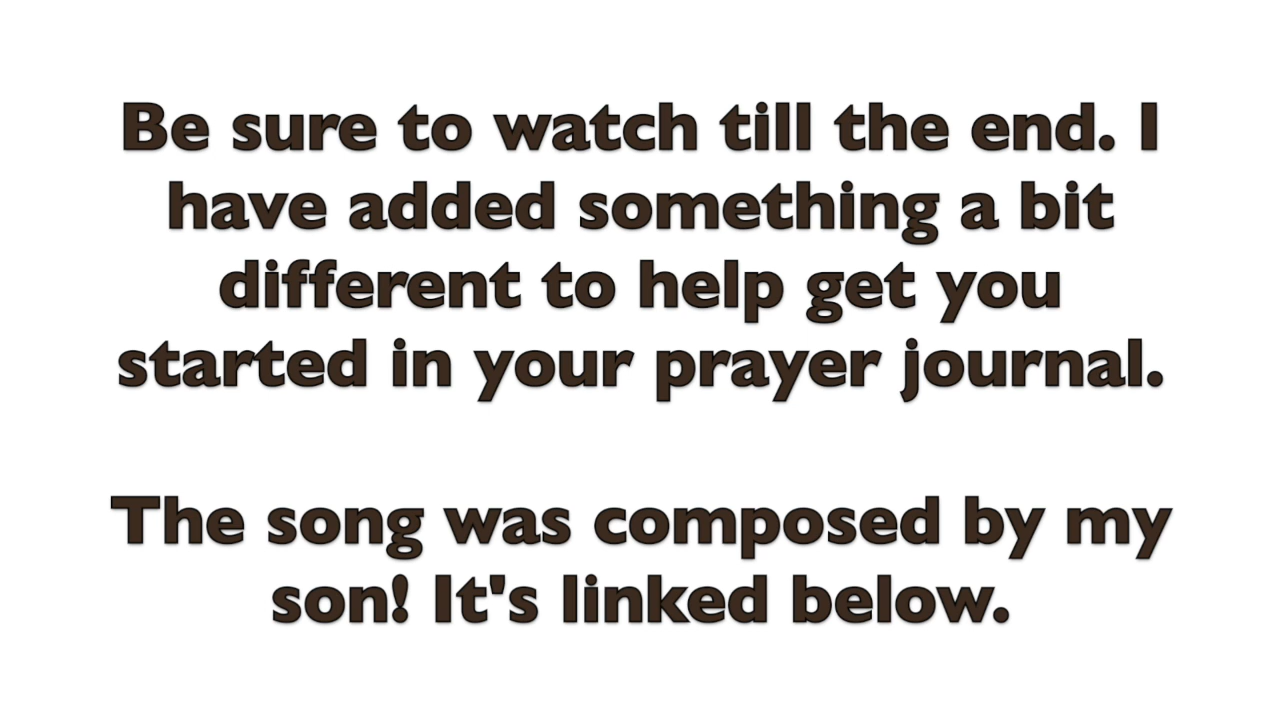 Be sure to watch till the end. I
have added something a bit
different to help get you
started in your prayer journal.
The song was composed by my
son! It's linked below.